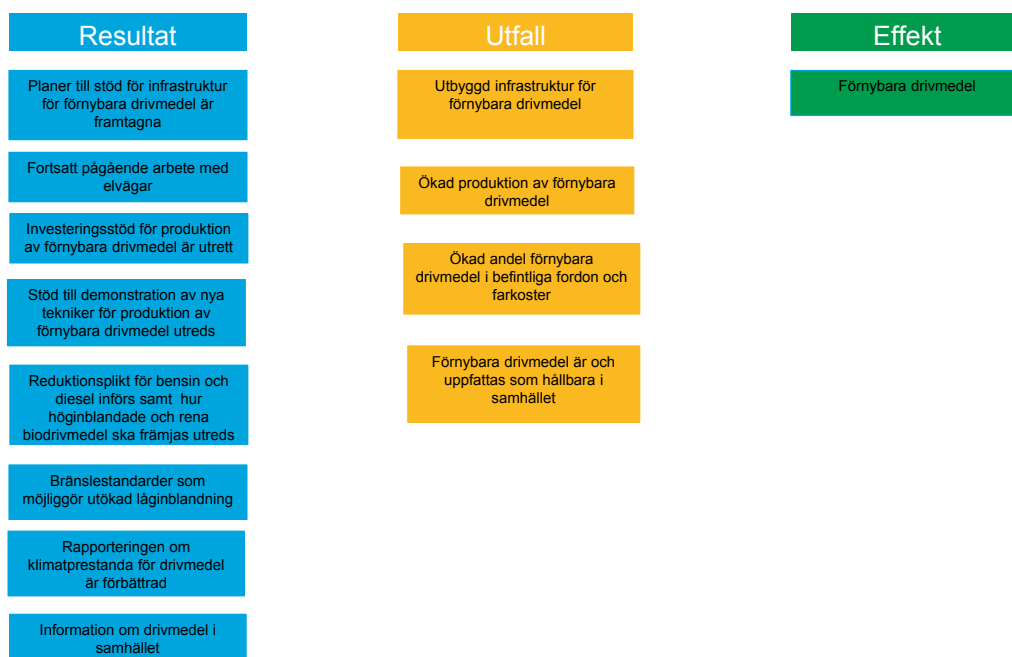 Resultat
Planer till stöd för infrastruktur
för förnybara drivmedel är
framtagna
Fortsatt pågående arbete med
elvägar
Investeringsstöd för produktion
av förnybara drivmedel är utrett
Stöd till demonstration av nya
tekniker för produktion av
förnybara drivmedel utreds
Reduktionsplikt för bensin och
diesel införs samt hur
höginblandade och rena
biodrivmedel ska främjas utreds
Bränslestandarder som
möjliggör utökad låginblandning
Rapporteringen om
klimatprestanda för drivmedel
är förbättrad
Information om drivmedel i
samhället
Utfall
Utbyggd infrastruktur för
förnybara drivmedel
Ökad produktion av förnybara
drivmedel
Ökad andel förnybara
drivmedel i befintliga fordon och
farkoster
Förnybara drivmedel är och
uppfattas som hållbara i
samhället
Effekt
Förnybara drivmedel